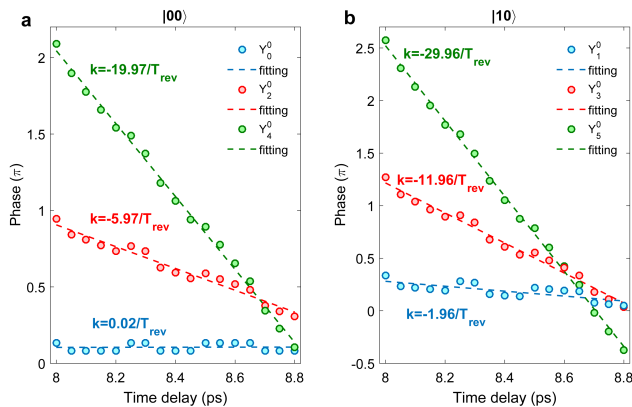 a
|00⟩
k=-19.97/T_rev
Y_0^0
fitting
Y_2^0
fitting
Y_4^0
fitting
k=-5.97/T_rev
k=0.02/T_rev
Phase (π)
2
1.5
1
0.5
0
8
8.2
8.4
8.6
8.8
Time delay (ps)
b
|10⟩
k=-29.96/T_rev
Y_1^0
fitting
Y_3^0
fitting
Y_5^0
fitting
k=-11.96/T_rev
k=-1.96/T_rev
Phase (π)
2.5
2
1.5
1
0.5
0
-0.5
8
8.2
8.4
8.6
8.8
Time delay (ps)